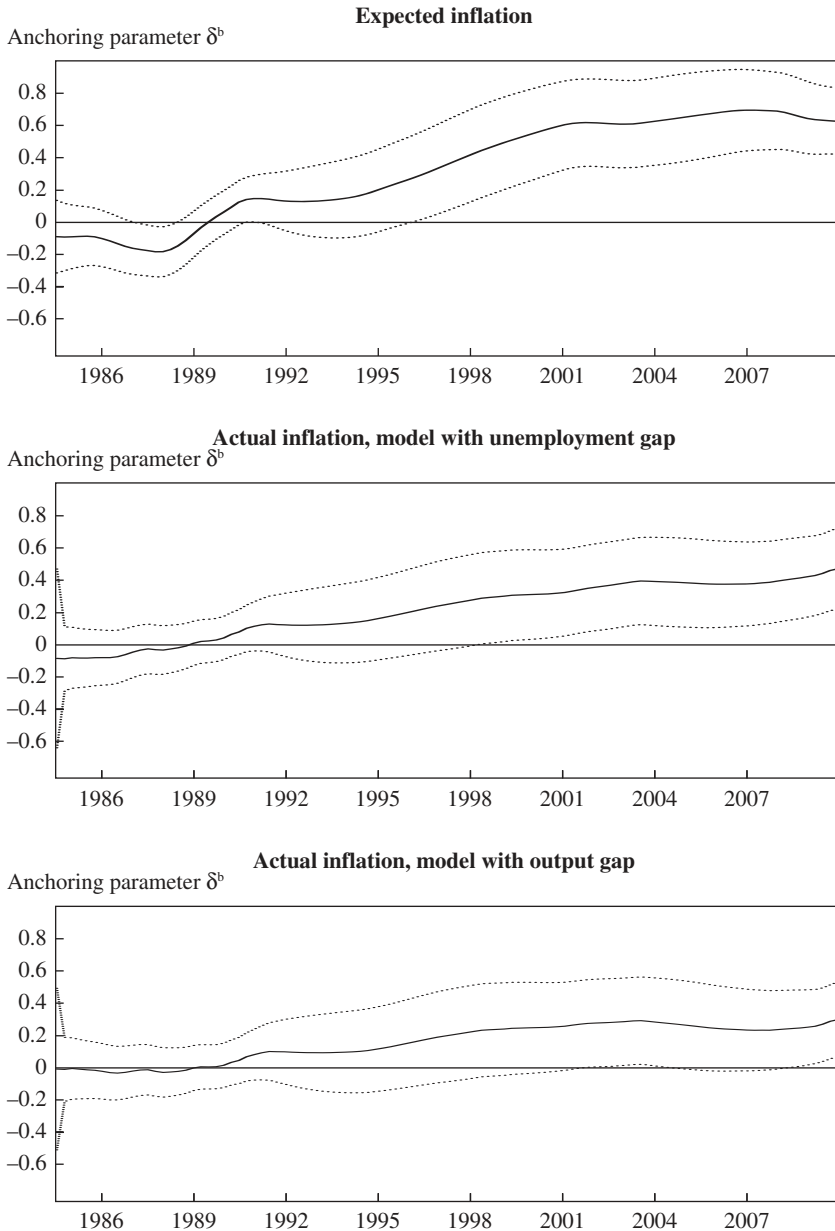 Expected inflation
Anchoring parameter δᵇ
0.8
0.6
0.4
0.2
0
–0.2
–0.4
–0.6
1986 1989 1992 1995 1998 2001 2004 2007
Actual inflation, model with unemployment gap
Anchoring parameter δᵇ
0.8
0.6
0.4
0.2
0
–0.2
–0.4
–0.6
1986 1989 1992 1995 1998 2001 2004 2007
Actual inflation, model with output gap
Anchoring parameter δᵇ
0.8
0.6
0.4
0.2
0
–0.2
–0.4
–0.6
1986 1989 1992 1995 1998 2001 2004 2007